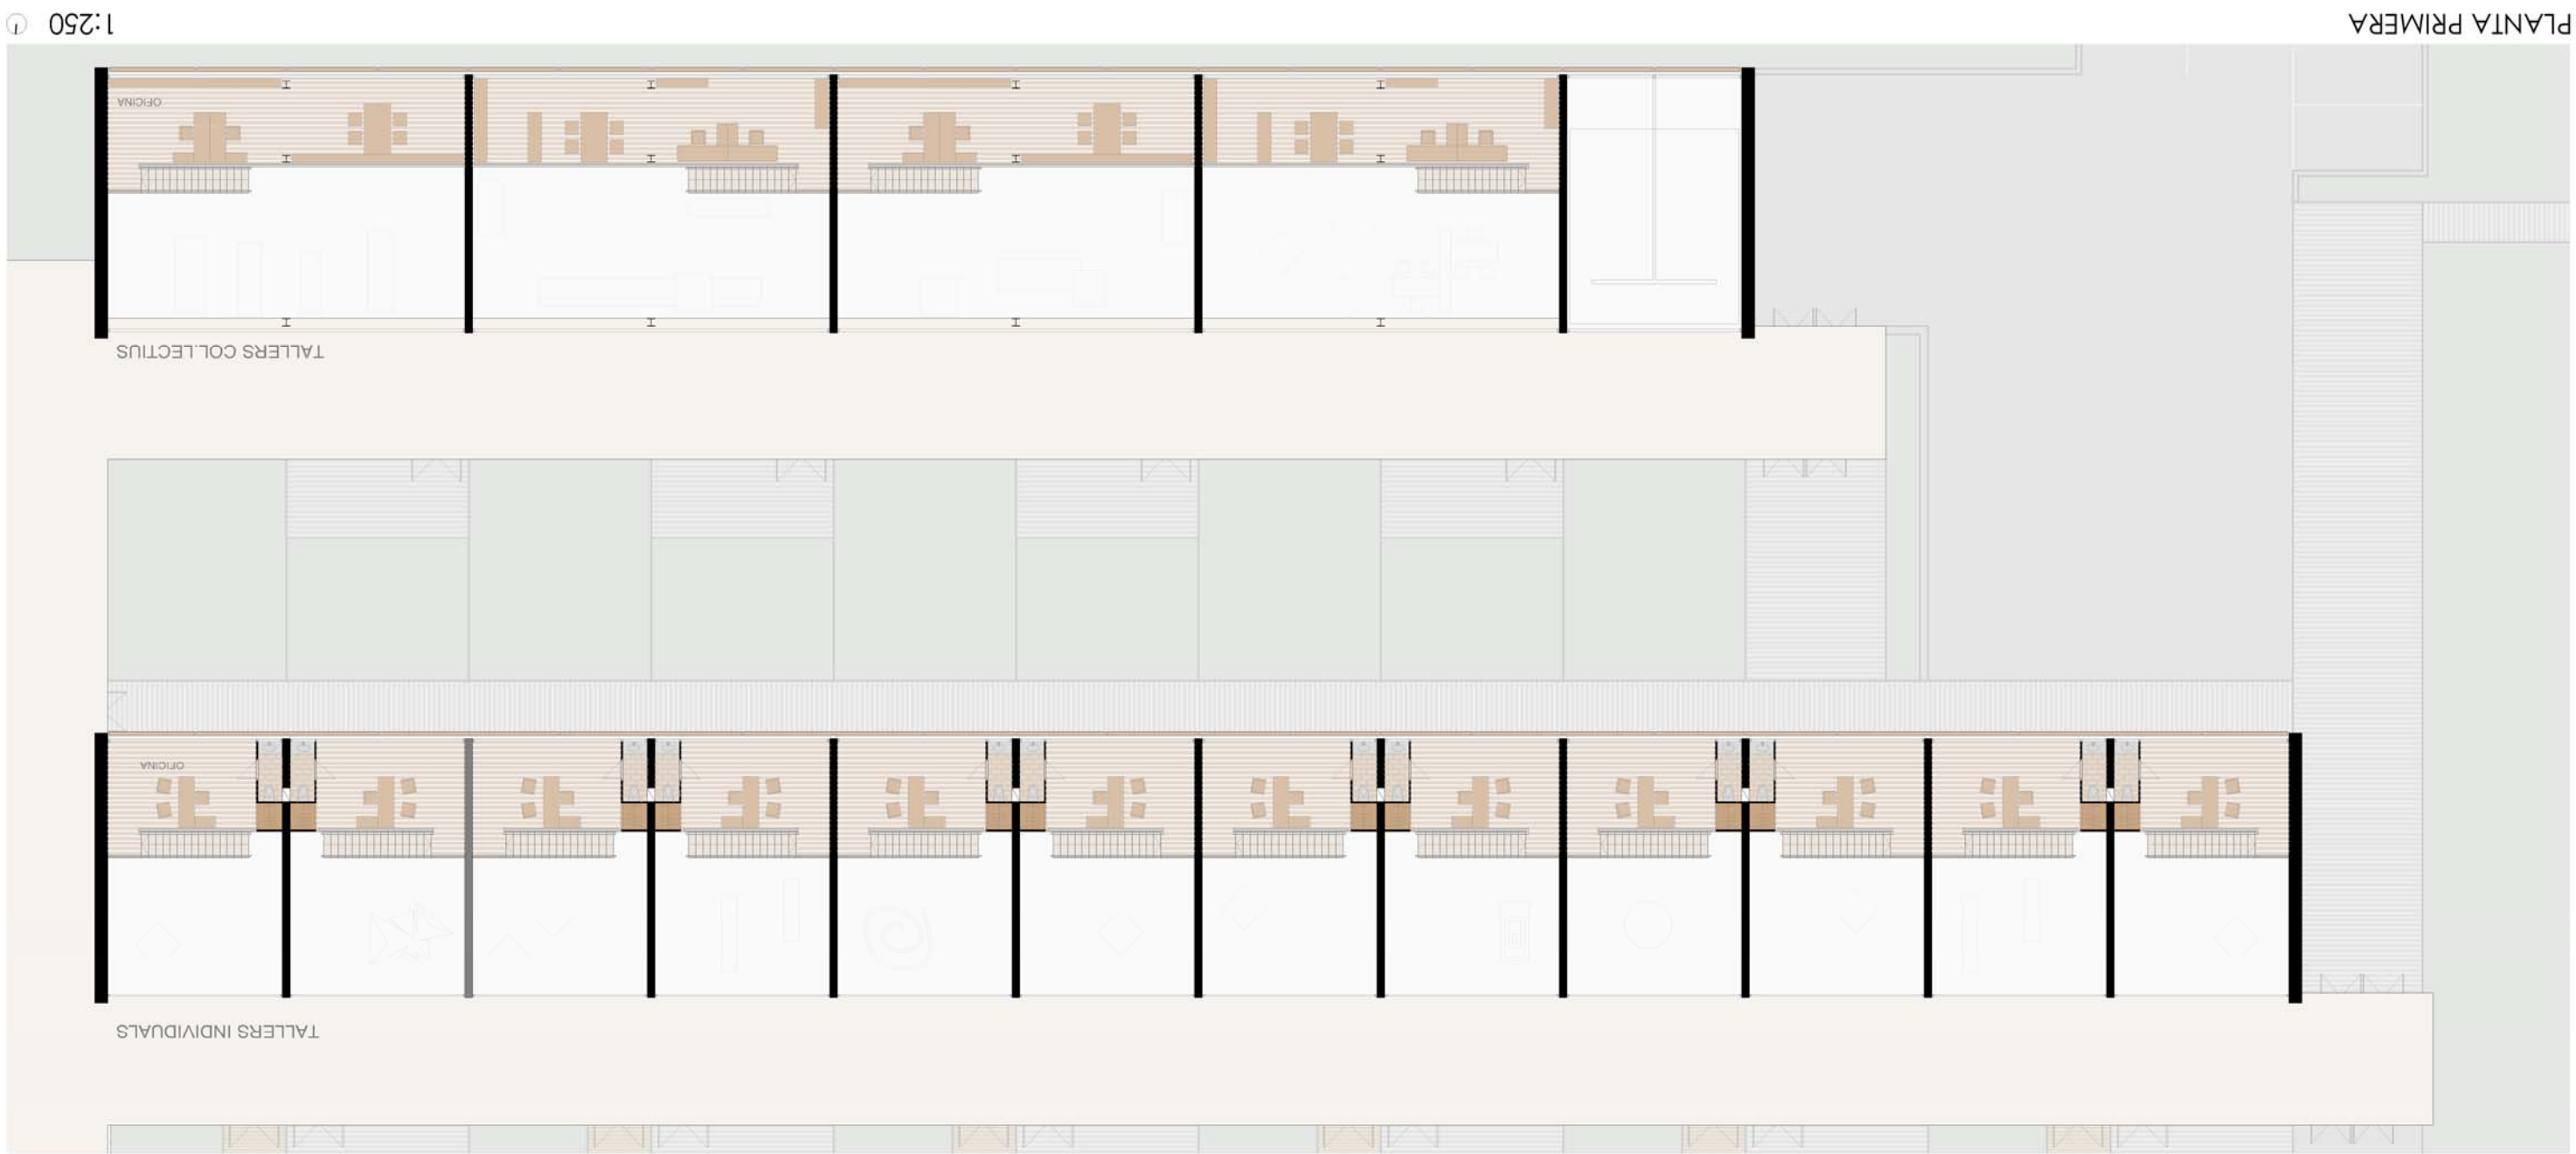 TALLERS INDIVIDUALS
OFICINA
TALLERS COL.LECTIUS
OFICINA
PLANTA PRIMERA
1:250